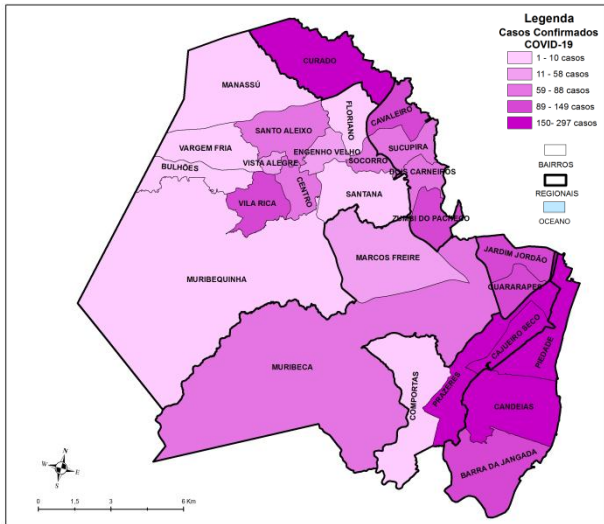 Legenda
Casos Confirmados
COVID-19
1 - 10 casos
11 - 58 casos
59 - 88 casos
89 - 149 casos
150- 297 casos
BAIRROS
REGIONAIS
OCEANO
CURADO
MANASSÚ
FLORIANO
CAVALEIRO
SANTO ALEIXO
SUCUPIRA
VARGEM FRIA
ENGENHO VELHO
VISTA ALEGRE
SOCORRO
BULHÕES
DOIS CARNEIROS
CENTRO
SANTANA
VILA RICA
ZUMBI DO PACHECO
JARDIM JORDÃO
MARCOS FREIRE
MURIBEQUINHA
GUARARAPES
CAJUEIRO SECO
PIEDADE
MURIBECA
COMPORTAS
PRAZERES
CANDEIAS
BARRA DA JANGADA
N
W E
S
0 1,5 3 6 Km